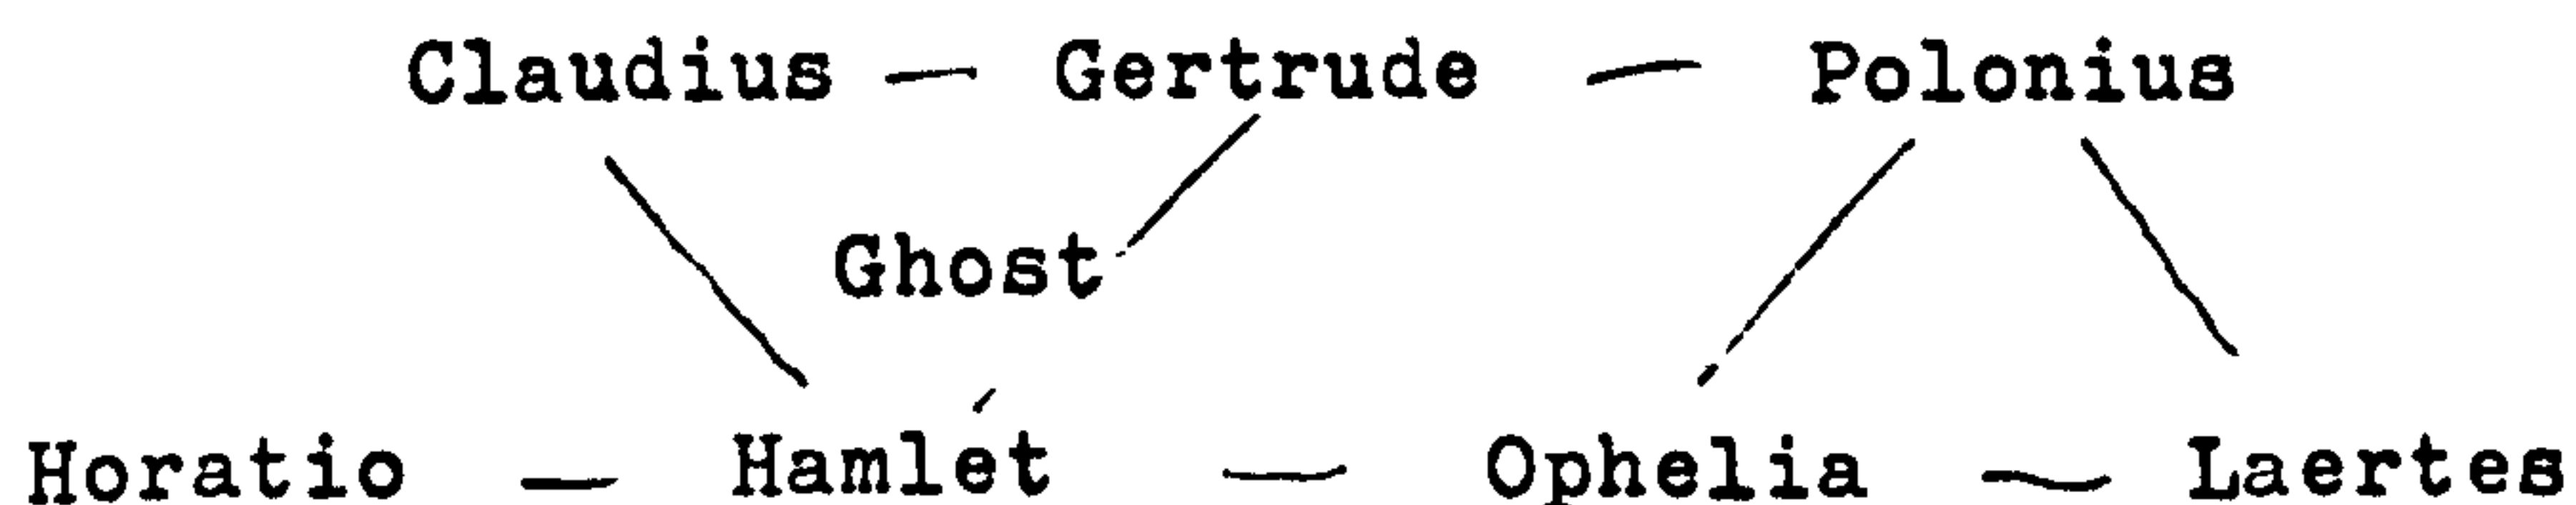 Claudius — Gertrude — Polonius
Ghost
Horatio — Hamlet — Ophelia — Laertes